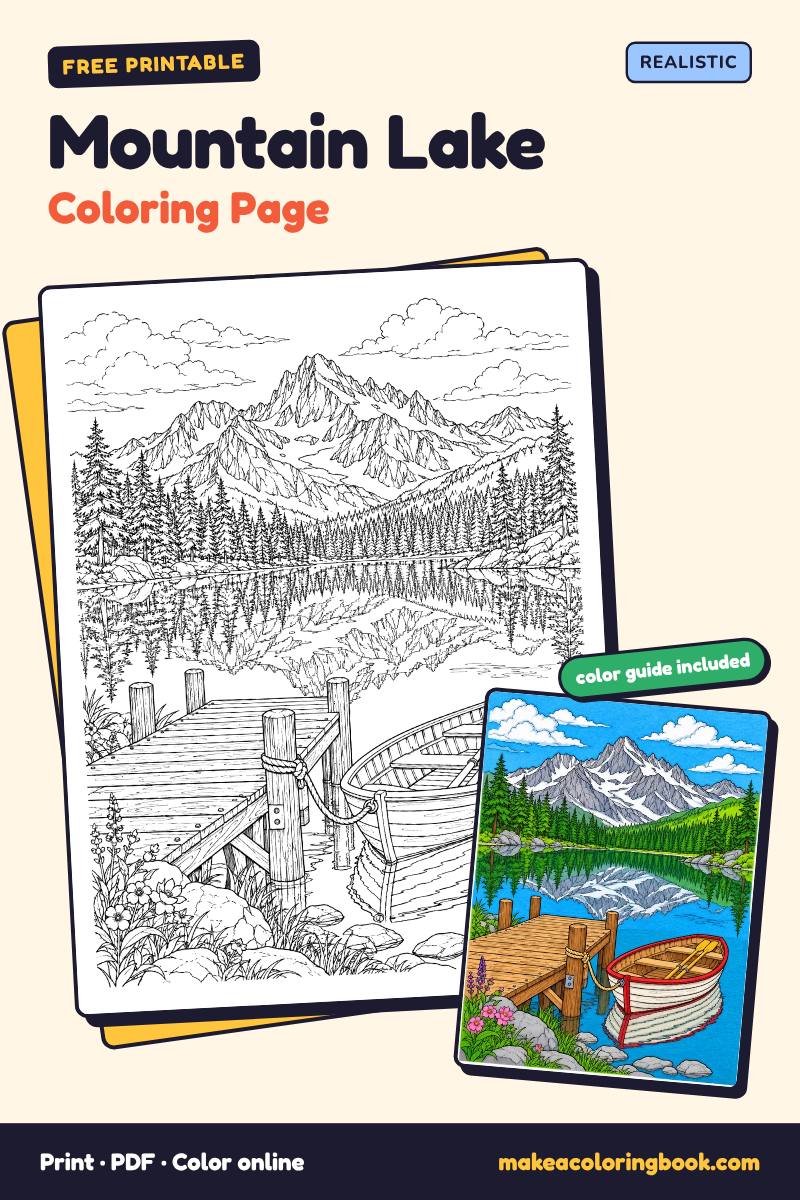 FREE PRINTABLE
REALISTIC
Mountain Lake
Coloring Page
color guide included
Print · PDF · Color online
makeacoloringbook.com